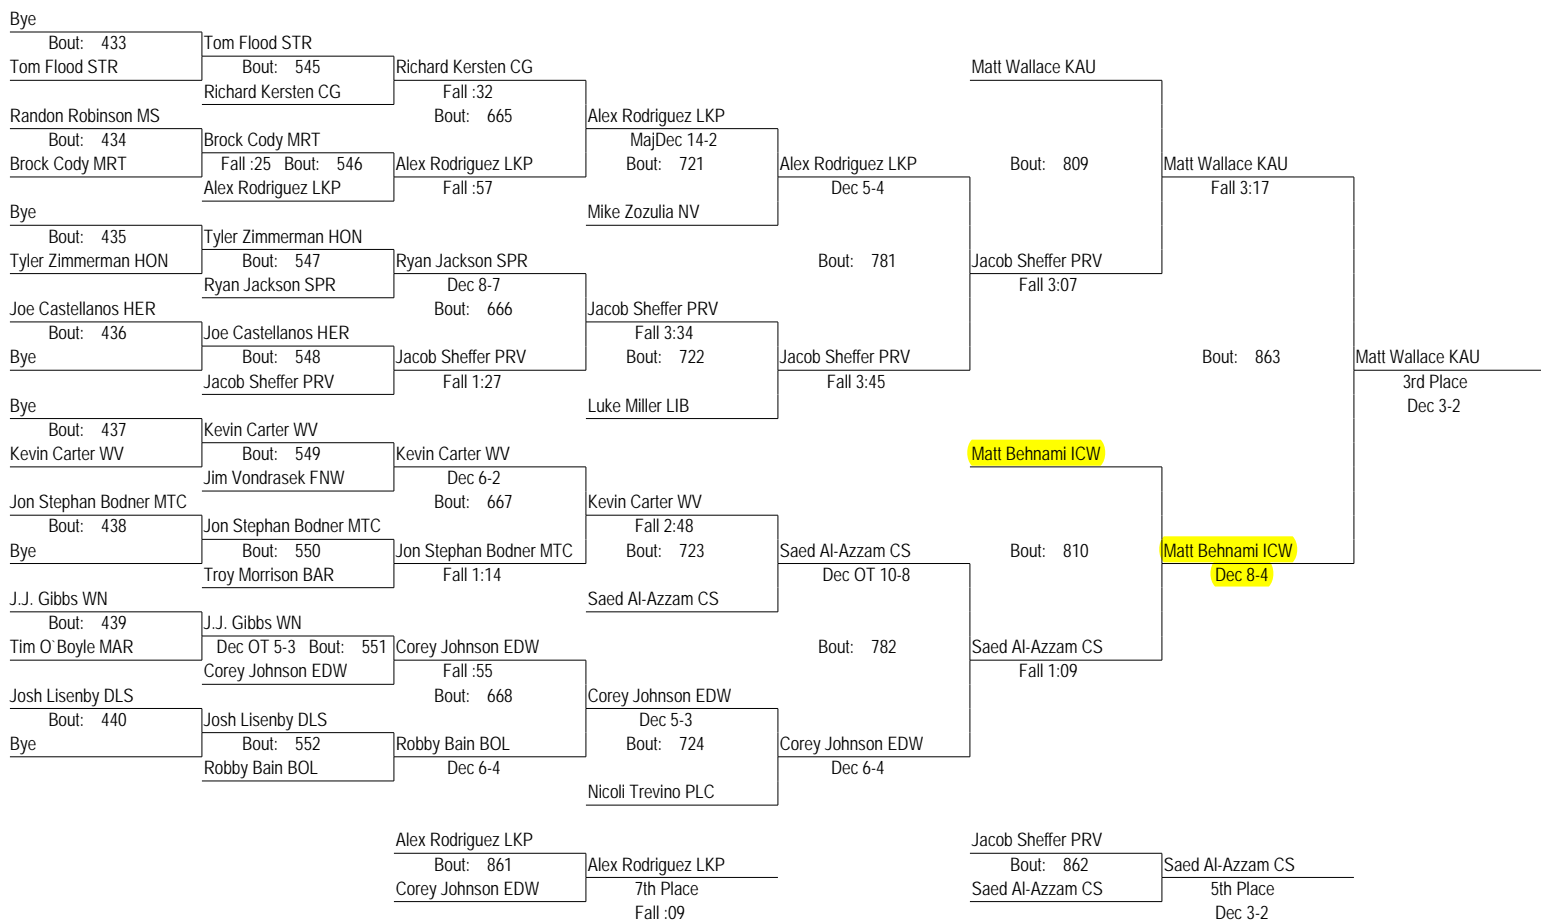 Bye
Bout: 433 Tom Flood STR
Tom Flood STR Bout: 545 Richard Kersten CG Matt Wallace KAU
Richard Kersten CG Fall :32
Randon Robinson MS Bout: 665 Alex Rodriguez LKP
Bout: 434 Brock Cody MRT MajDec 14-2
Brock Cody MRT Fall :25 Bout: 546 Alex Rodriguez LKP Bout: 721 Alex Rodriguez LKP Bout: 809 Matt Wallace KAU
Alex Rodriguez LKP Fall :57 Dec 5-4 Fall 3:17
Bye Mike Zozulia NV
Bout: 435 Tyler Zimmerman HON
Tyler Zimmerman HON Bout: 547 Ryan Jackson SPR Bout: 781 Jacob Sheffer PRV
Ryan Jackson SPR Dec 8-7 Fall 3:07
Joe Castellanos HER Bout: 666 Jacob Sheffer PRV
Bout: 436 Joe Castellanos HER Fall 3:34
Bye Bout: 548 Jacob Sheffer PRV Bout: 722 Jacob Sheffer PRV Bout: 863 Matt Wallace KAU
Jacob Sheffer PRV Fall 1:27 Fall 3:45 3rd Place
Bye Luke Miller LIB Dec 3-2
Bout: 437 Kevin Carter WV
Kevin Carter WV Bout: 549 Kevin Carter WV Matt Behnami ICW
Jim Vondrasek FNW Dec 6-2
Jon Stephan Bodner MTC Bout: 667 Kevin Carter WV
Bout: 438 Jon Stephan Bodner MTC Fall 2:48
Bye Bout: 550 Jon Stephan Bodner MTC Bout: 723 Saed Al-Azzam CS Bout: 810 Matt Behnami ICW
Troy Morrison BAR Fall 1:14 Dec OT 10-8 Dec 8-4
J.J. Gibbs WN Saed Al-Azzam CS
Bout: 439 J.J. Gibbs WN
Tim O`Boyle MAR Dec OT 5-3 Bout: 551 Corey Johnson EDW Bout: 782 Saed Al-Azzam CS
Corey Johnson EDW Fall :55 Fall 1:09
Josh Lisenby DLS Bout: 668 Corey Johnson EDW
Bout: 440 Josh Lisenby DLS Dec 5-3
Bye Bout: 552 Robby Bain BOL Bout: 724 Corey Johnson EDW
Robby Bain BOL Dec 6-4 Dec 6-4
Nicoli Trevino PLC
Alex Rodriguez LKP Jacob Sheffer PRV
Bout: 861 Alex Rodriguez LKP Bout: 862 Saed Al-Azzam CS
Corey Johnson EDW 7th Place Saed Al-Azzam CS 5th Place
Fall :09 Dec 3-2